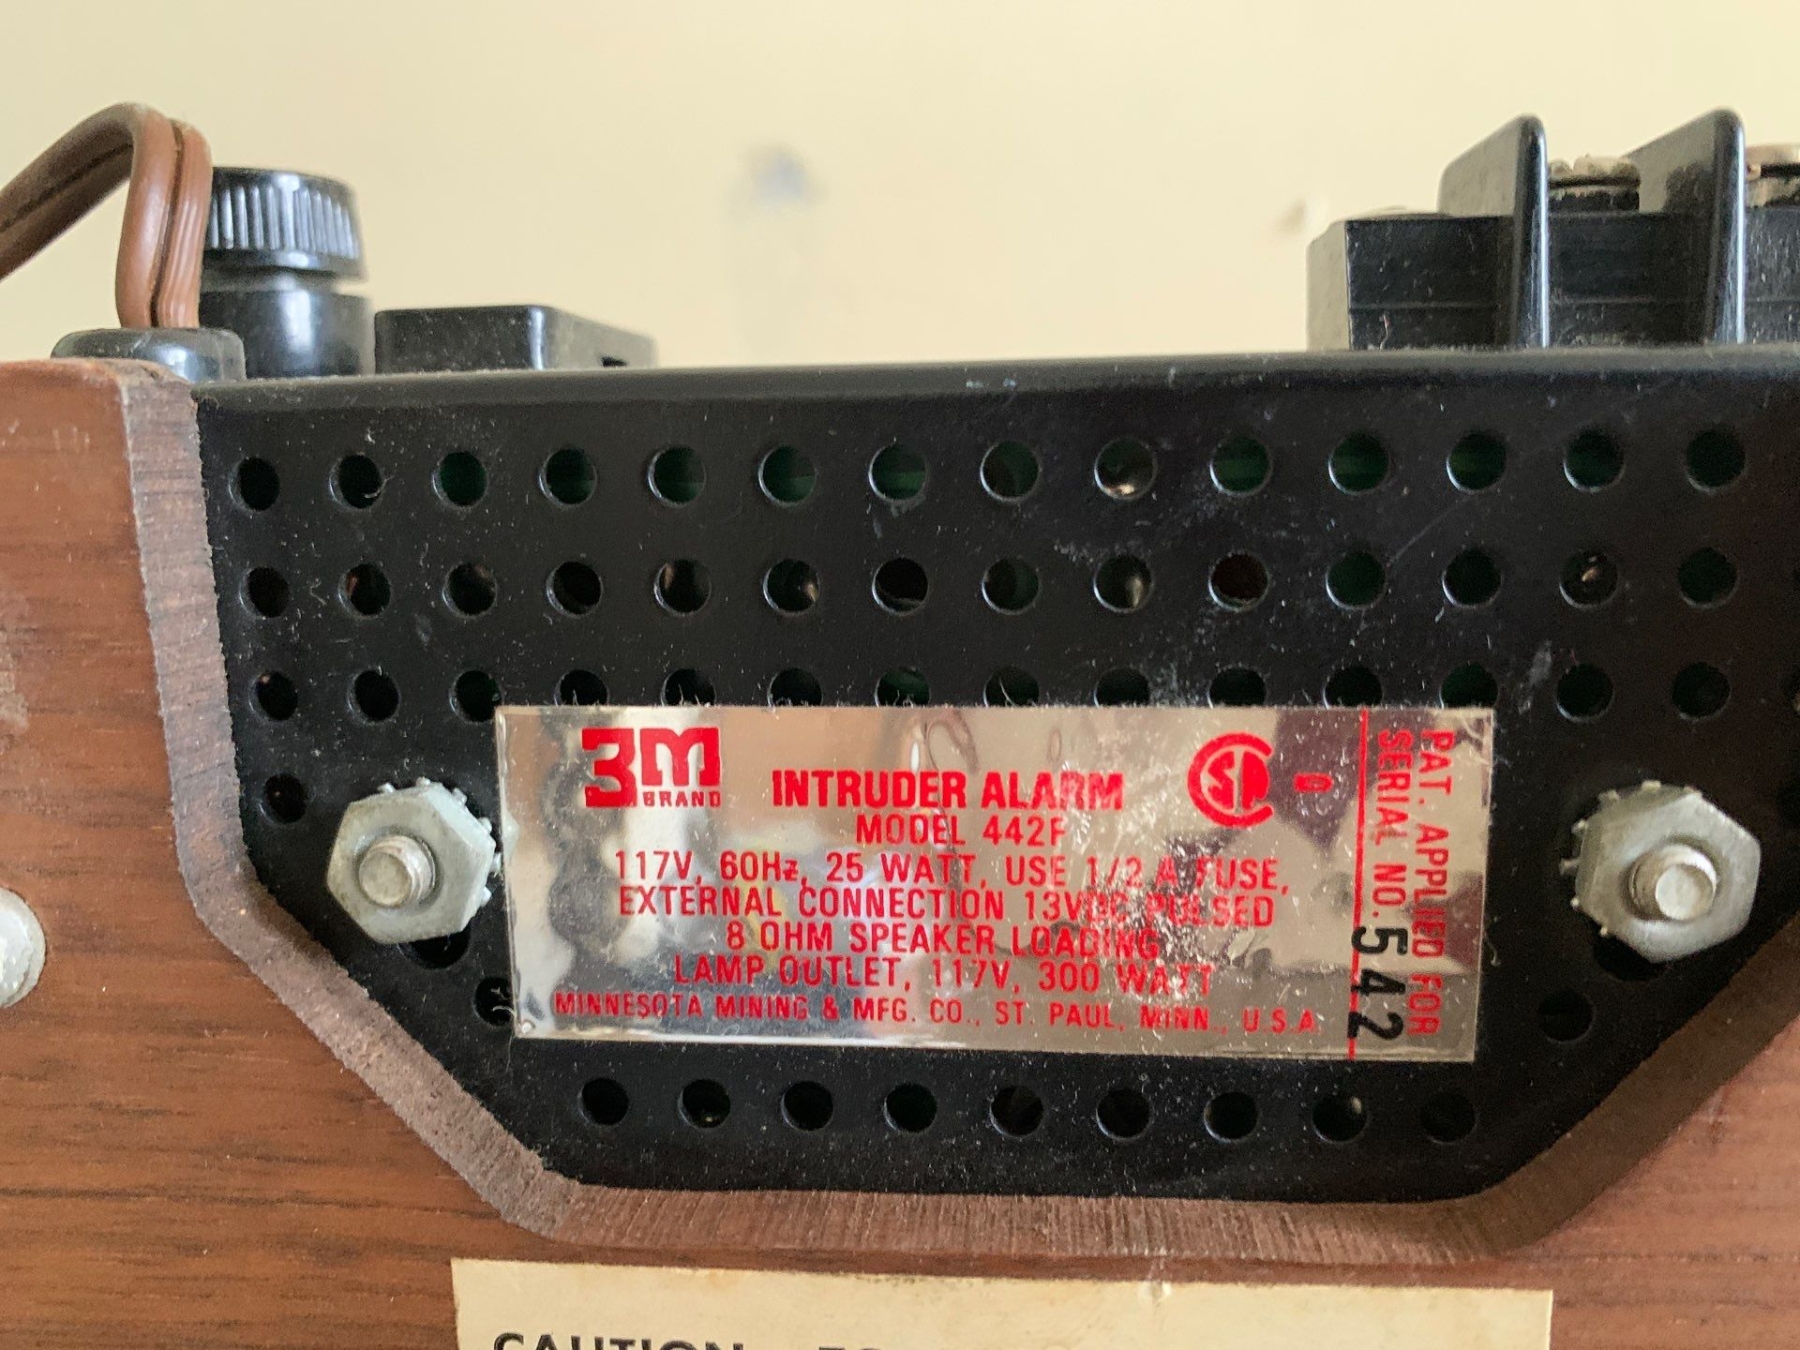 3M
BRAND
INTRUDER ALARM
MODEL 442F
117V, 60Hz, 25 WATT, USE 1/2 A FUSE,
EXTERNAL CONNECTION 13VDC PULSED
8 OHM SPEAKER LOADING
LAMP OUTLET, 117V, 300 WATT
MINNESOTA MINING & MFG. CO., ST. PAUL, MINN., U.S.A.
PAT. APPLIED FOR
SERIAL NO. 542
CAUTION